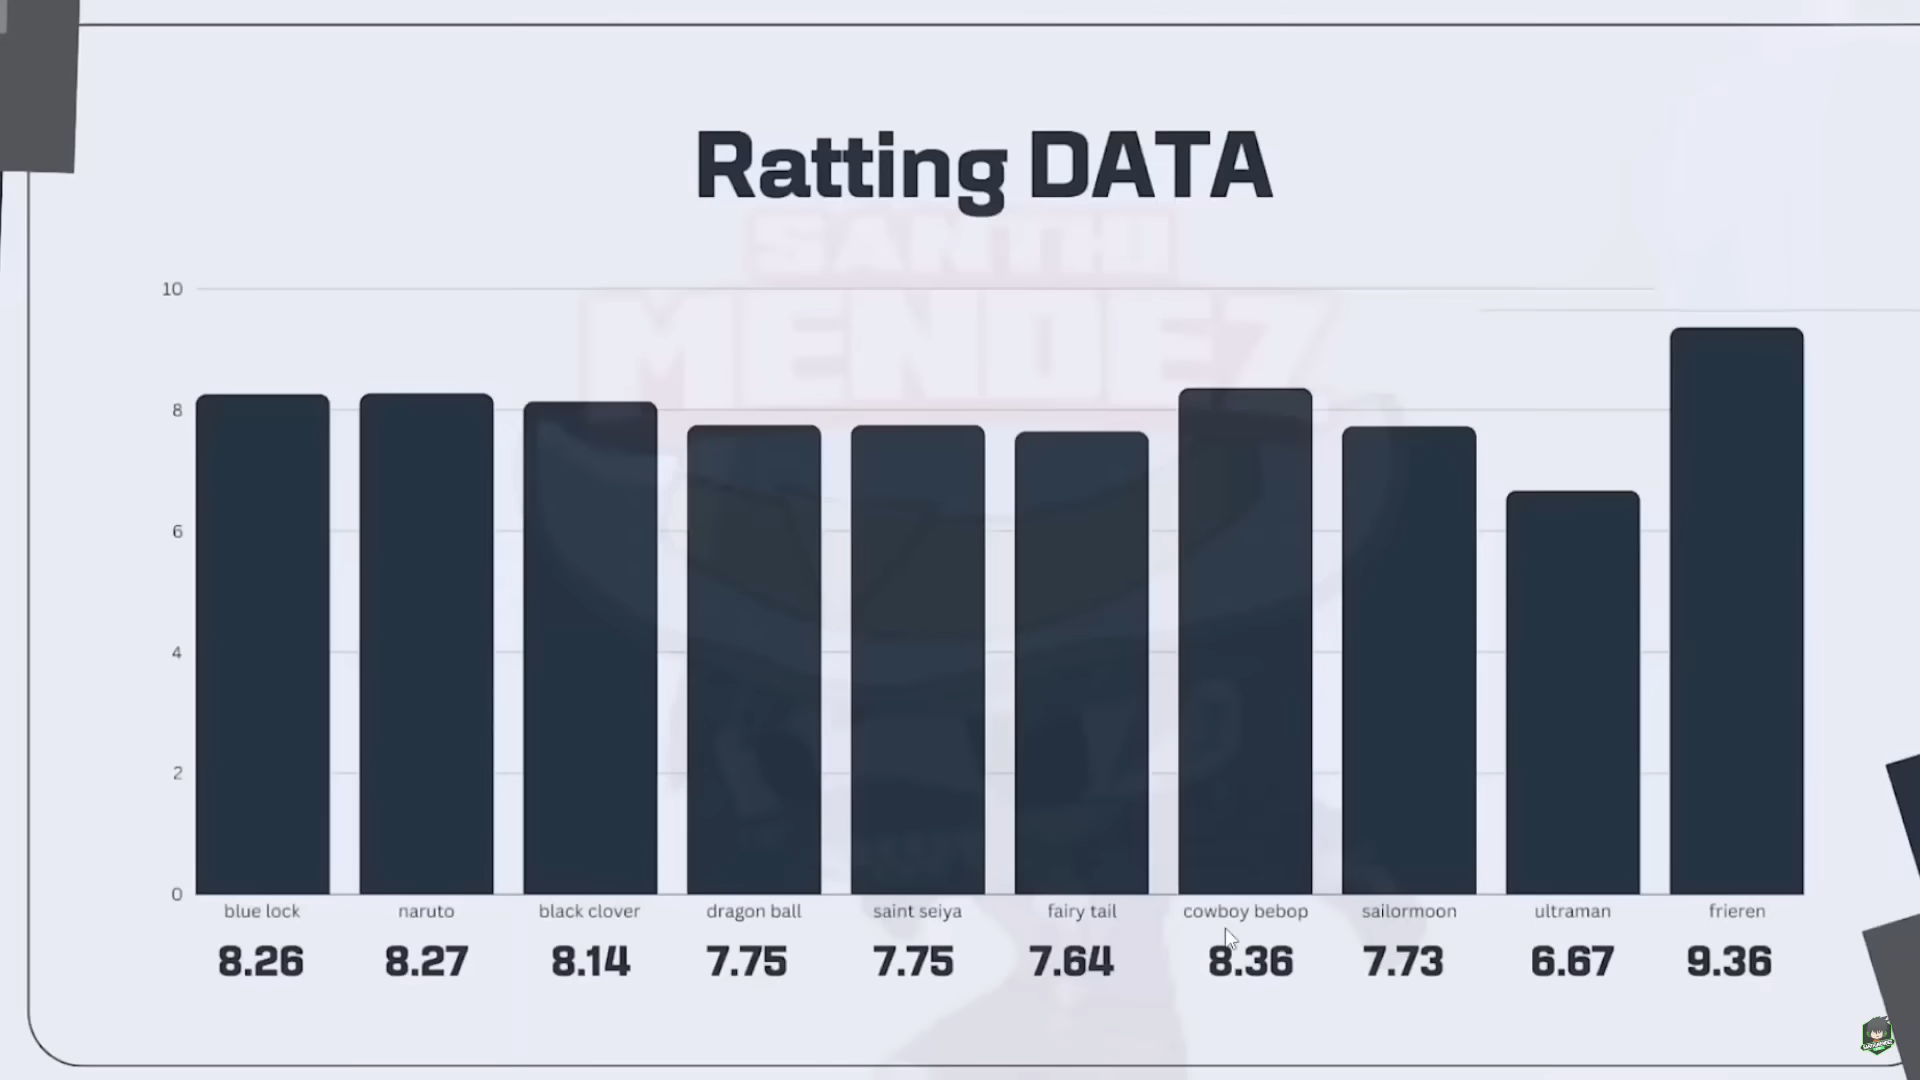 Ratting DATA
SANTHI
MENDEZ
10
8
6
4
2
0
blue lock naruto black clover dragon ball saint seiya fairy tail cowboy bebop sailormoon ultraman frieren
8.26 8.27 8.14 7.75 7.75 7.64 8.36 7.73 6.67 9.36